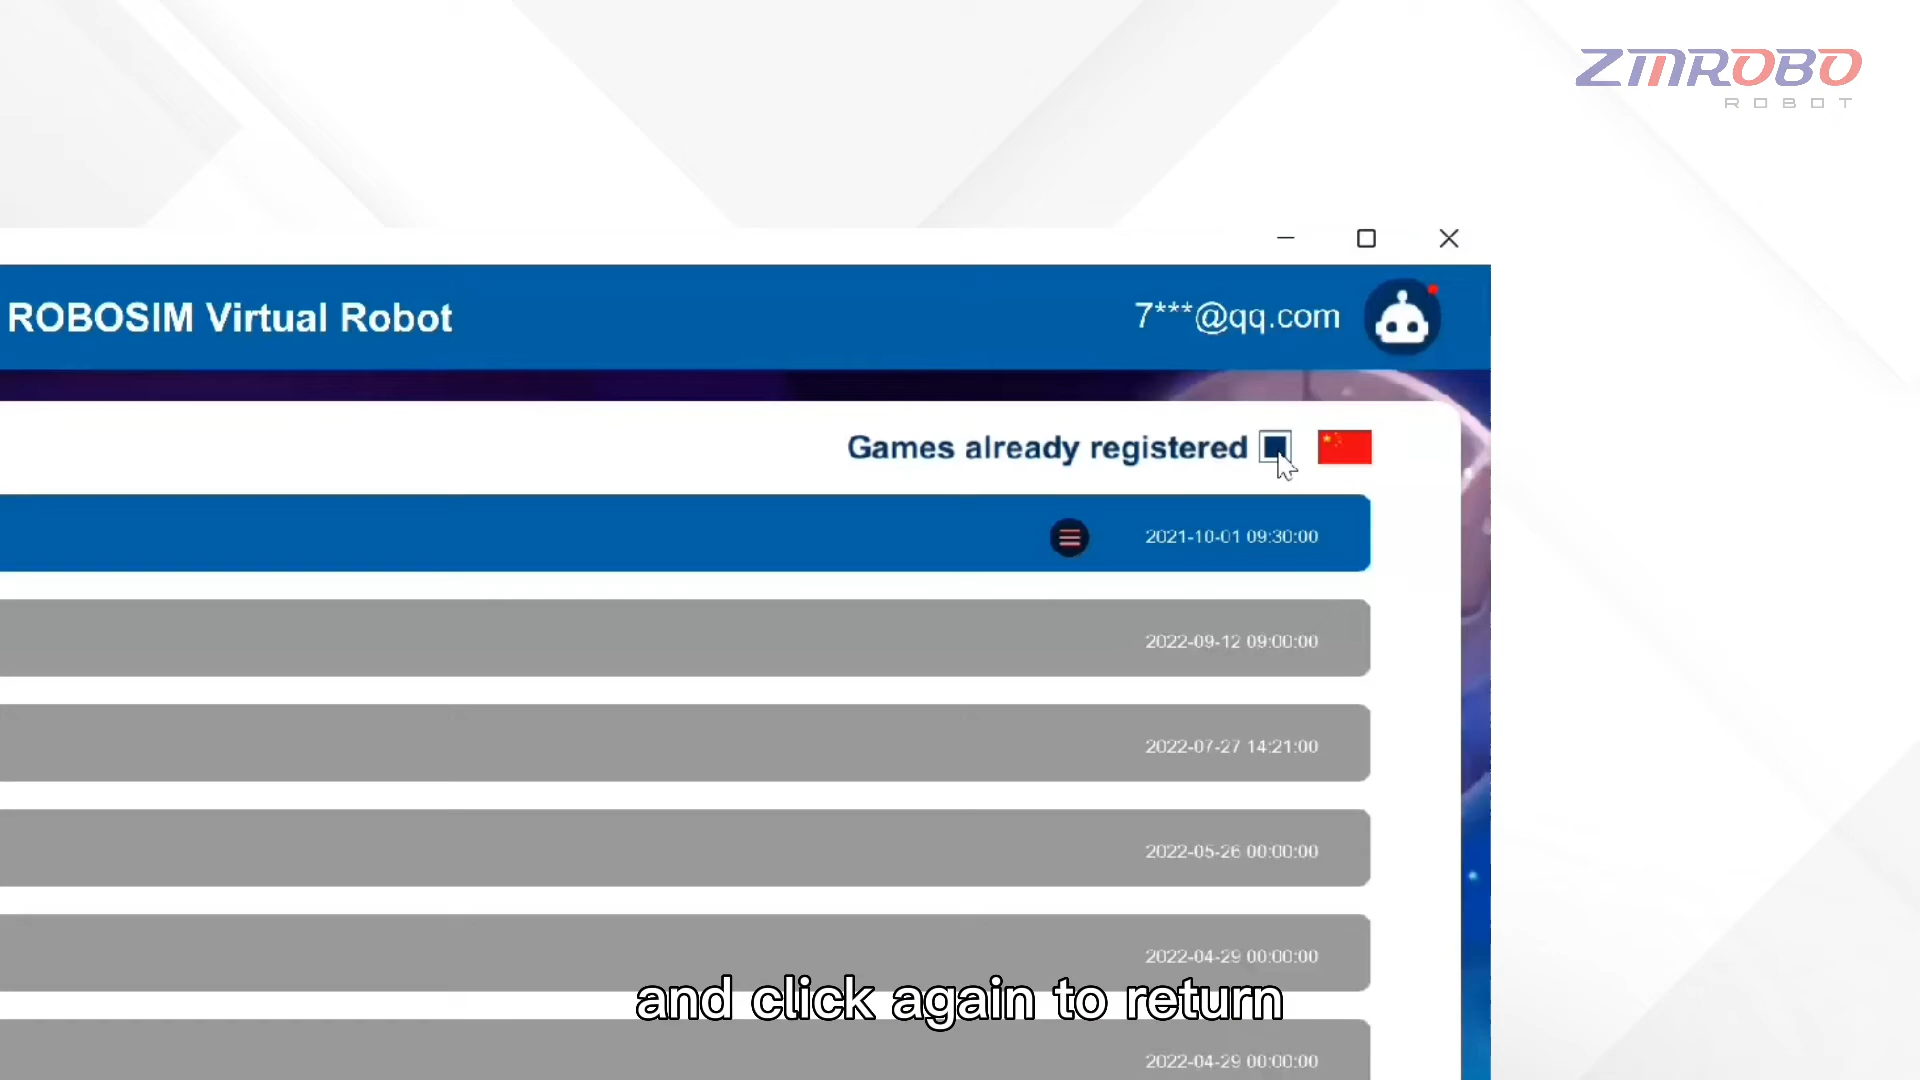 ZMROBO
ROBOT
ROBOSIM Virtual Robot
7***@qq.com
Games already registered
2021-10-01 09:30:00
2022-09-12 09:00:00
2022-07-27 14:21:00
2022-05-26 00:00:00
2022-04-29 00:00:00
and click again to return
2022-04-29 00:00:00